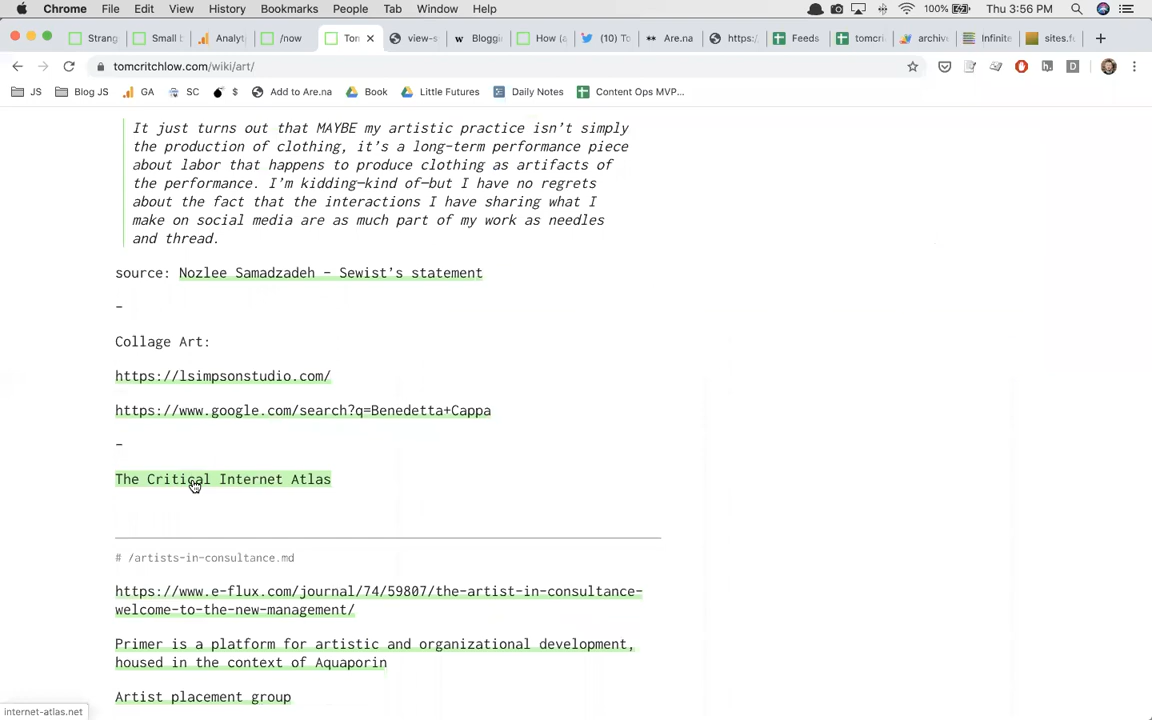 Chrome File Edit View History Bookmarks People Tab Window Help 100% Thu 3:56 PM
Strang Small b Analyt /now Tom view-s Bloggi How (a (10) To Are.na https:/ Feeds tomcri archive Infinite sites.fu
tomcritchlow.com/wiki/art/
JS Blog JS GA SC $ Add to Are.na Book Little Futures Daily Notes Content Ops MVP...
It just turns out that MAYBE my artistic practice isn't simply
the production of clothing, it's a long-term performance piece
about labor that happens to produce clothing as artifacts of
the performance. I'm kidding—kind of—but I have no regrets
about the fact that the interactions I have sharing what I
make on social media are as much part of my work as needles
and thread.
source: Nozlee Samadzadeh - Sewist's statement
–
Collage Art:
https://lsimpsonstudio.com/
https://www.google.com/search?q=Benedetta+Cappa
–
The Critical Internet Atlas
# /artists-in-consultance.md
https://www.e-flux.com/journal/74/59807/the-artist-in-consultance-
welcome-to-the-new-management/
Primer is a platform for artistic and organizational development,
housed in the context of Aquaporin
Artist placement group
internet-atlas.net